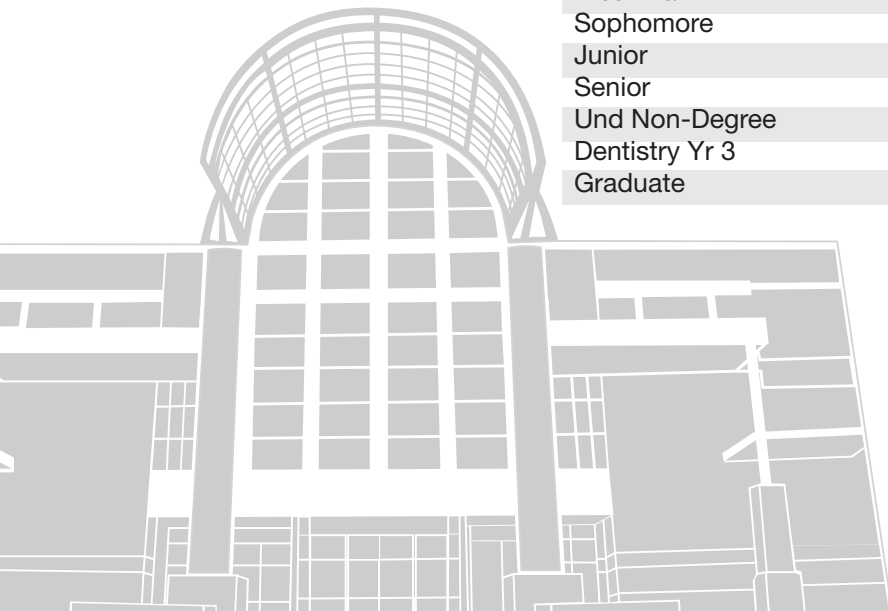 Sophomore
Junior
Senior
Und Non-Degree
Dentistry Yr 3
Graduate